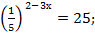 (1/5)^(2−3x) = 25;